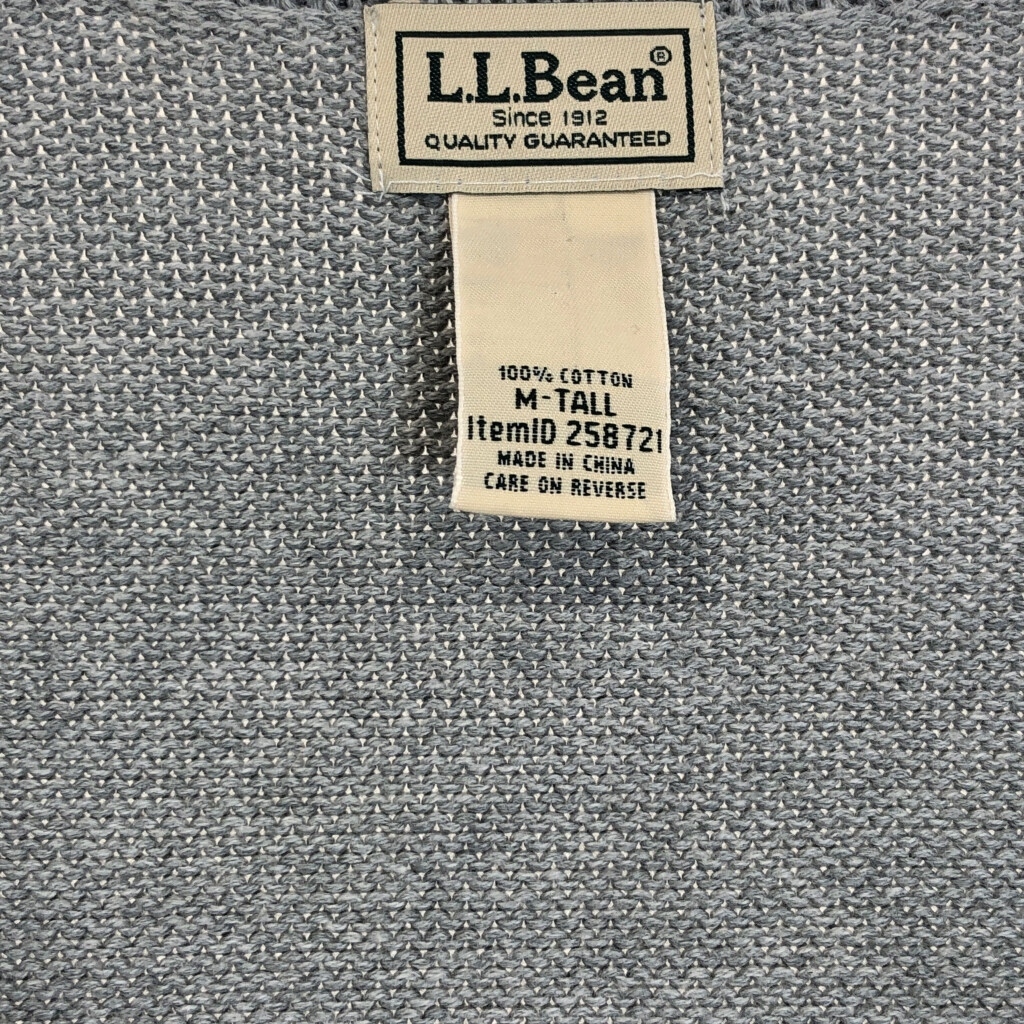 L.L.Bean®
Since 1912
QUALITY GUARANTEED
100% COTTON
M-TALL
ItemID 258721
MADE IN CHINA
CARE ON REVERSE